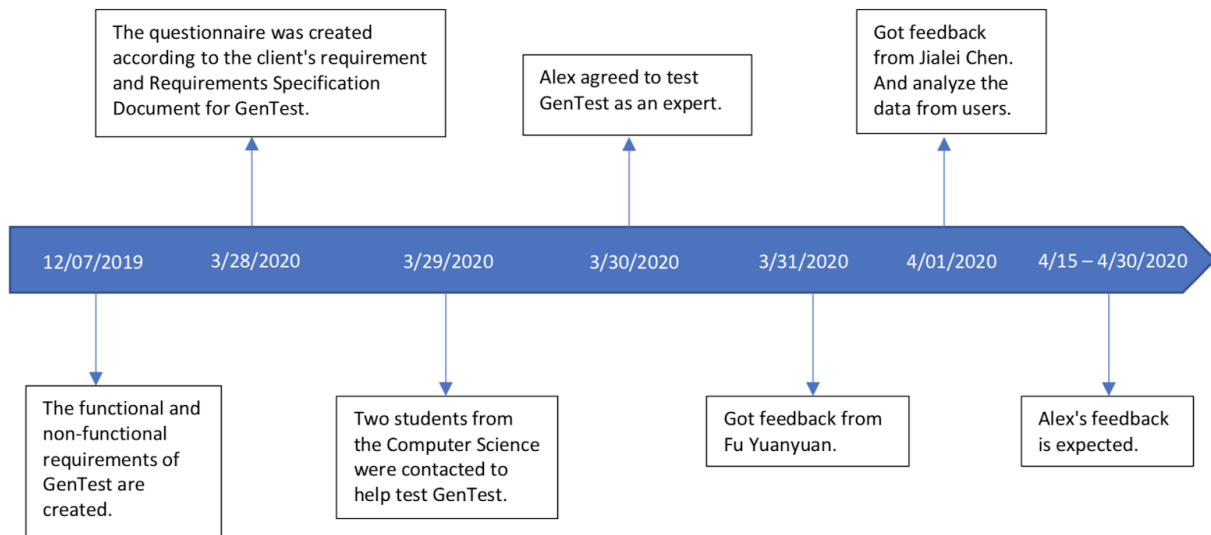 The questionnaire was created
according to the client's requirement
and Requirements Specification
Document for GenTest.
Alex agreed to test
GenTest as an expert.
Got feedback
from Jialei Chen.
And analyze the
data from users.
12/07/2019
3/28/2020
3/29/2020
3/30/2020
3/31/2020
4/01/2020
4/15 – 4/30/2020
The functional and
non-functional
requirements of
GenTest are
created.
Two students from
the Computer Science
were contacted to
help test GenTest.
Got feedback from
Fu Yuanyuan.
Alex's feedback
is expected.